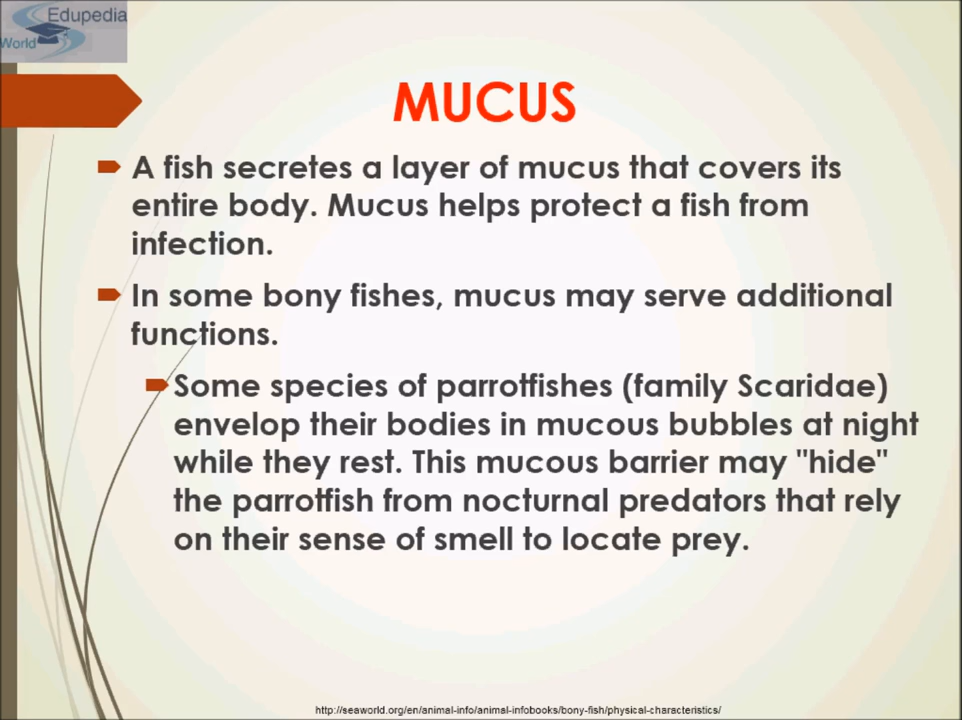 Edupedia
World
MUCUS
A fish secretes a layer of mucus that covers its
entire body. Mucus helps protect a fish from
infection.
In some bony fishes, mucus may serve additional
functions.
Some species of parrotfishes (family Scaridae)
envelop their bodies in mucous bubbles at night
while they rest. This mucous barrier may "hide"
the parrotfish from nocturnal predators that rely
on their sense of smell to locate prey.
http://seaworld.org/en/animal-info/animal-infobooks/bony-fish/physical-characteristics/